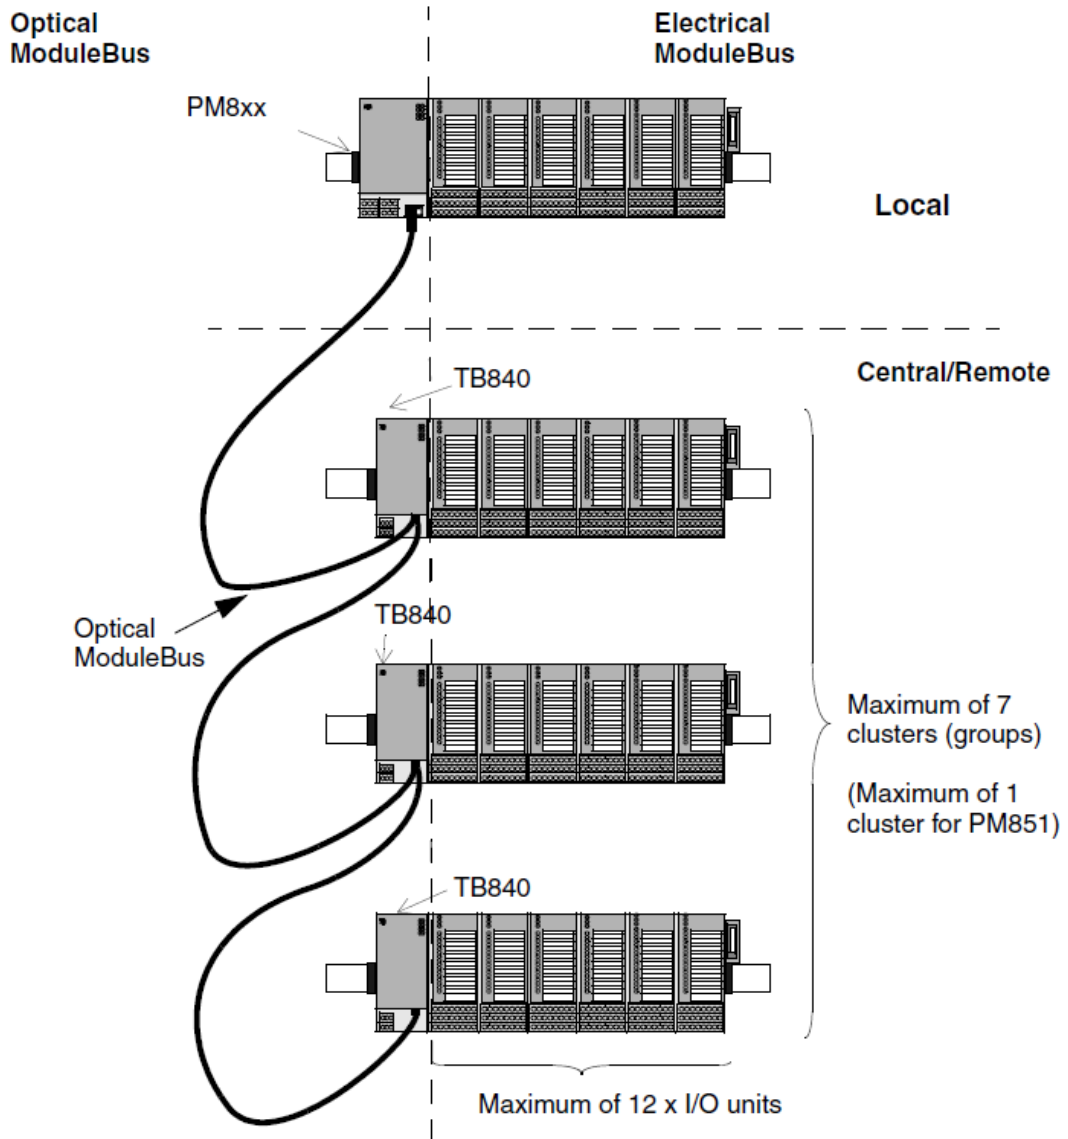 Optical
ModuleBus
Electrical
ModuleBus
PM8xx
Local
TB840
Central/Remote
Optical
ModuleBus
TB840
Maximum of 7
clusters (groups)
(Maximum of 1
cluster for PM851)
TB840
Maximum of 12 x I/O units